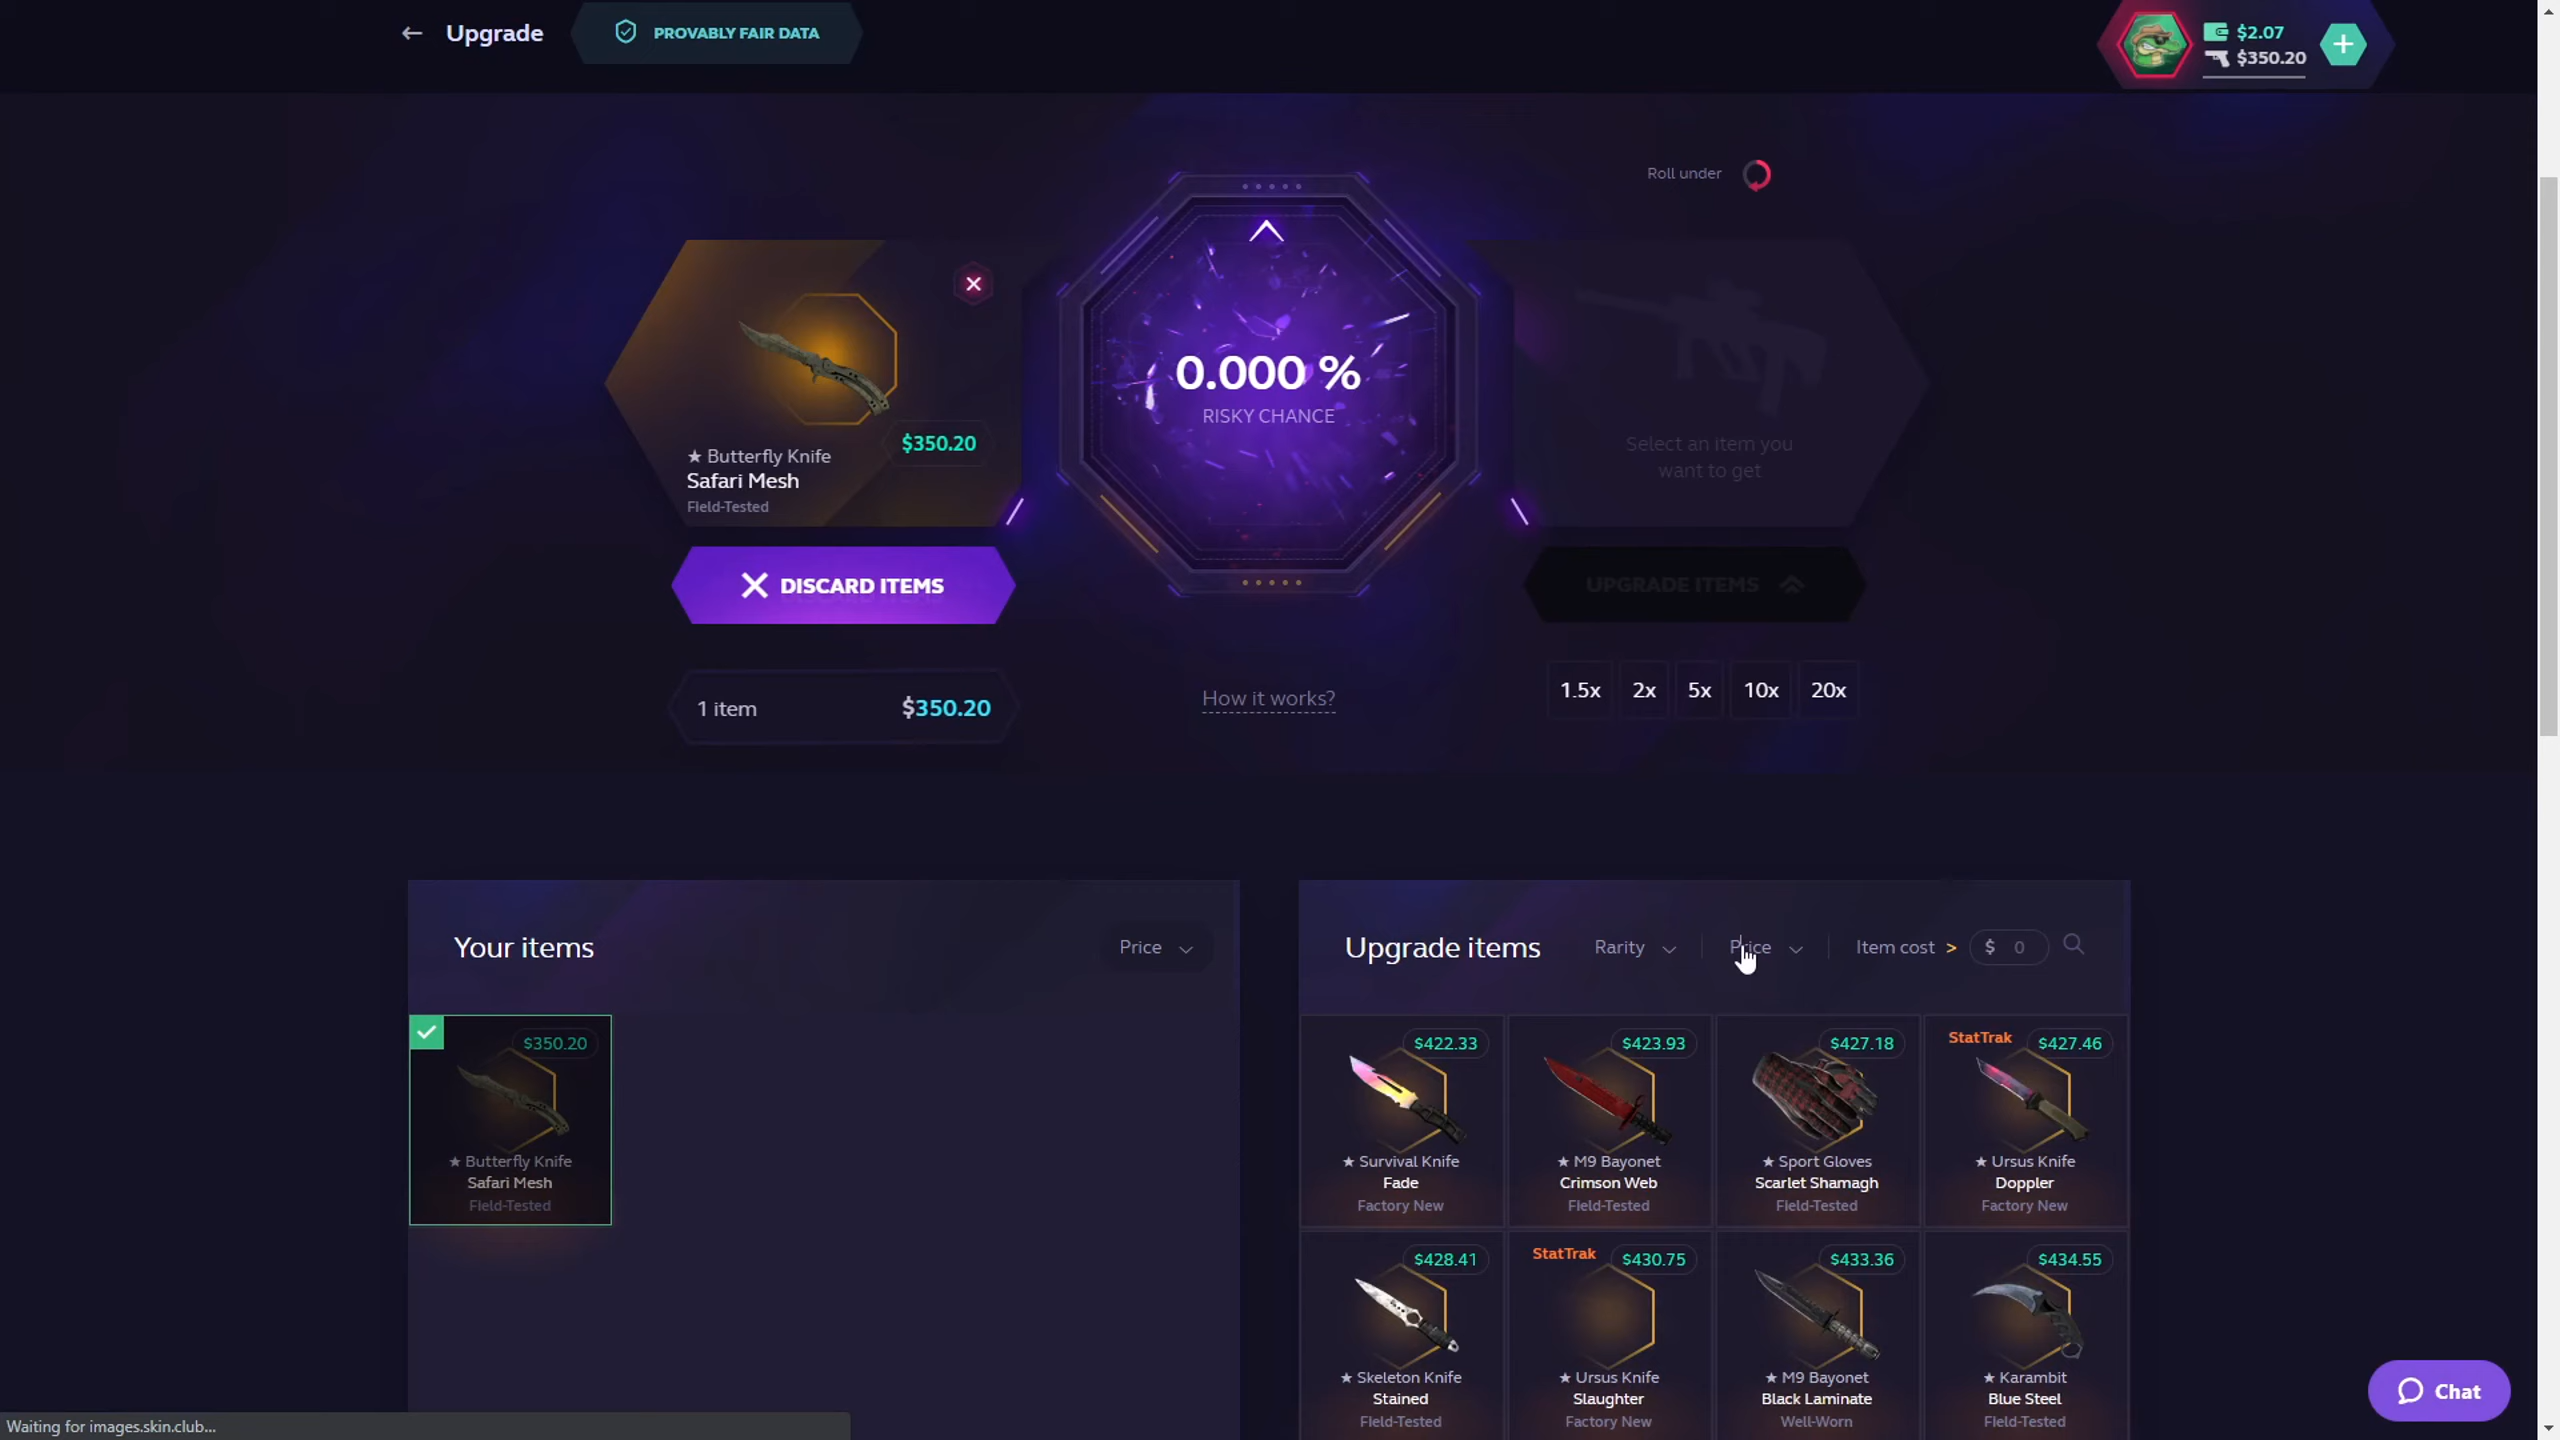 Upgrade
PROVABLY FAIR DATA
$2.07
$350.20
Roll under
0.000 %
RISKY CHANCE
★ Butterfly Knife
Safari Mesh
Field-Tested
$350.20
Select an item you
want to get
DISCARD ITEMS
UPGRADE ITEMS
1 item
$350.20
How it works?
1.5x 2x 5x 10x 20x
Your items
Price
Upgrade items
Rarity
Price
Item cost >
$ 0
$350.20
★ Butterfly Knife
Safari Mesh
Field-Tested
$422.33
★ Survival Knife
Fade
Factory New
$423.93
★ M9 Bayonet
Crimson Web
Field-Tested
$427.18
★ Sport Gloves
Scarlet Shamagh
Field-Tested
StatTrak
$427.46
★ Ursus Knife
Doppler
Factory New
$428.41
★ Skeleton Knife
Stained
Field-Tested
StatTrak
$430.75
★ Ursus Knife
Slaughter
Factory New
$433.36
★ M9 Bayonet
Black Laminate
Well-Worn
$434.55
★ Karambit
Blue Steel
Field-Tested
Chat
Waiting for images.skin.club...